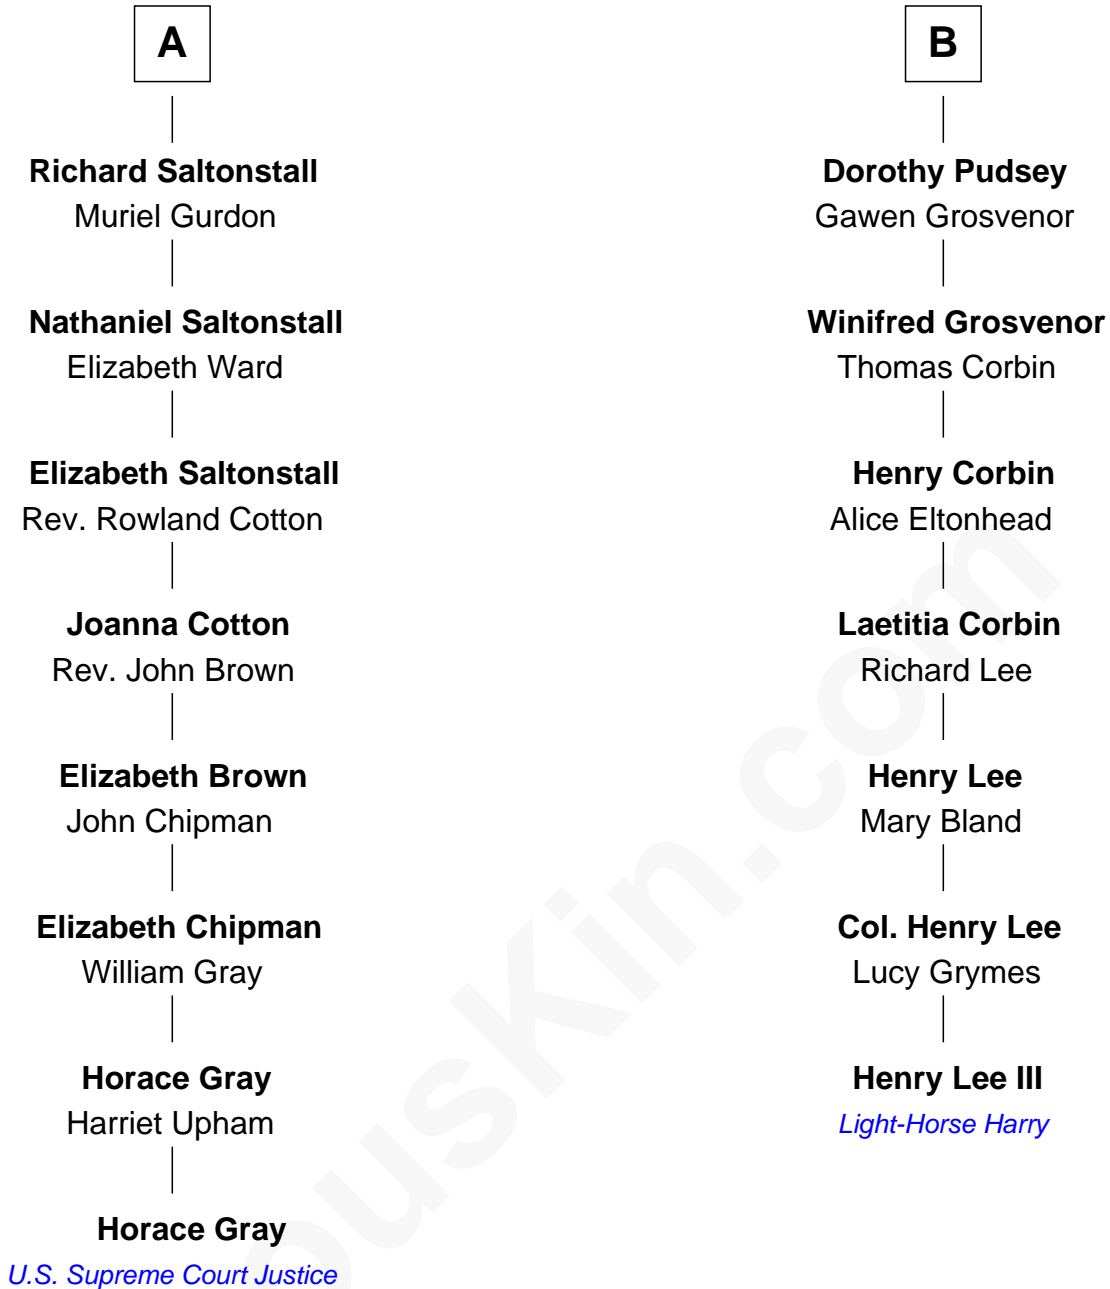 A
Richard Saltonstall
Muriel Gurdon
Nathaniel Saltonstall
Elizabeth Ward
Elizabeth Saltonstall
Rev. Rowland Cotton
Joanna Cotton
Rev. John Brown
Elizabeth Brown
John Chipman
Elizabeth Chipman
William Gray
Horace Gray
Harriet Upham
Horace Gray
U.S. Supreme Court Justice
B
Dorothy Pudsey
Gawen Grosvenor
Winifred Grosvenor
Thomas Corbin
Henry Corbin
Alice Eltonhead
Laetitia Corbin
Richard Lee
Henry Lee
Mary Bland
Col. Henry Lee
Lucy Grymes
Henry Lee III
Light-Horse Harry
ousKin.com